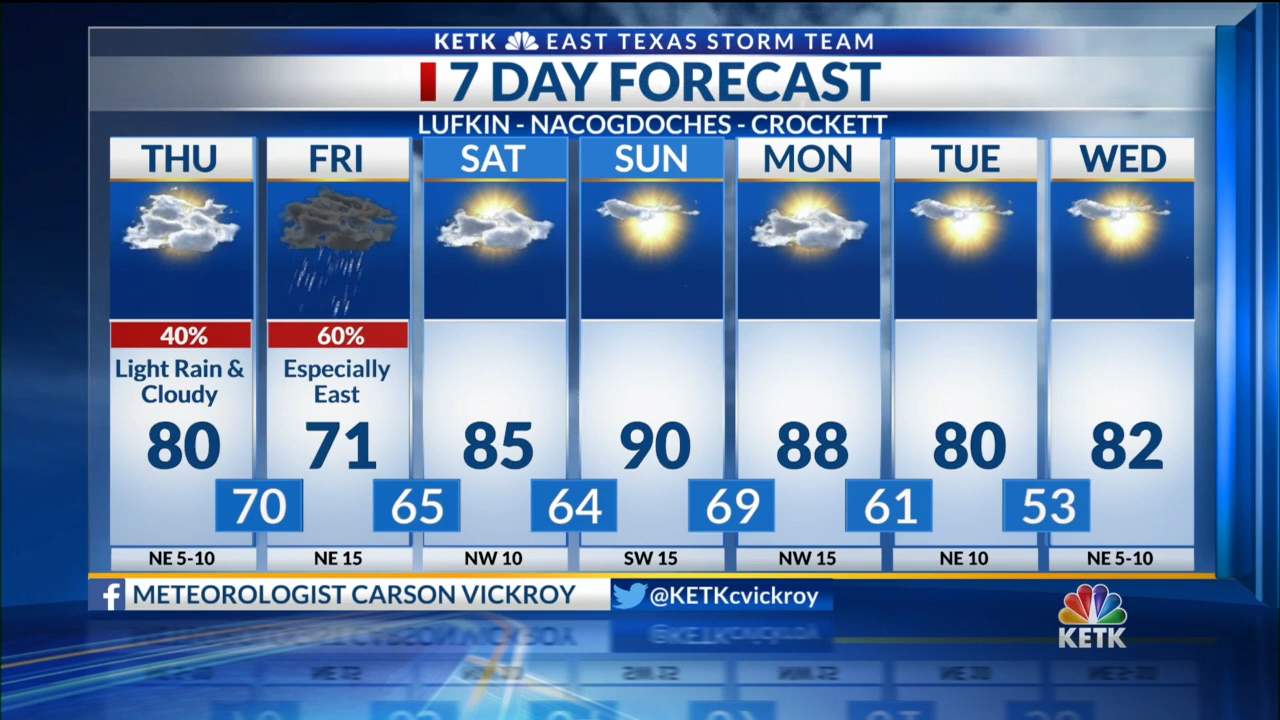 KETK EAST TEXAS STORM TEAM
7 DAY FORECAST
LUFKIN - NACOGDOCHES - CROCKETT
THU FRI SAT SUN MON TUE WED
40% 60%
Light Rain & Especially
Cloudy East
80 71 85 90 88 80 82
70 65 64 69 61 53
NE 5-10 NE 15 NW 10 SW 15 NW 15 NE 10 NE 5-10
f METEOROLOGIST CARSON VICKROY @KETKcvickroy
KETK